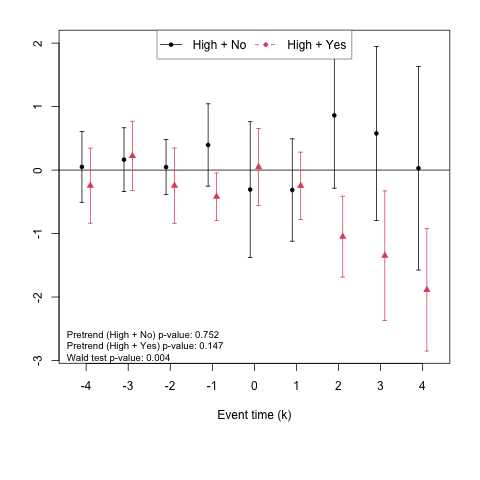 High + No High + Yes
2
1
0
-1
-2
-3
Pretrend (High + No) p-value: 0.752
Pretrend (High + Yes) p-value: 0.147
Wald test p-value: 0.004
-4 -3 -2 -1 0 1 2 3 4
Event time (k)